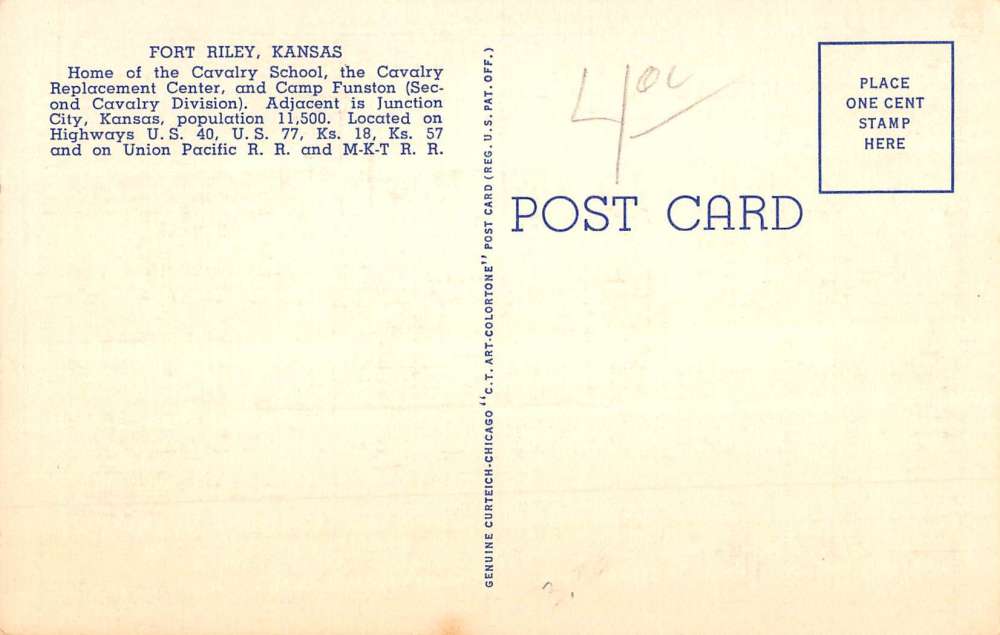 FORT RILEY, KANSAS
Home of the Cavalry School, the Cavalry
Replacement Center, and Camp Funston (Sec-
ond Cavalry Division). Adjacent is Junction
City, Kansas, population 11,500. Located on
Highways U. S. 40, U. S. 77, Ks. 18, Ks. 57
and on Union Pacific R. R. and M-K-T R. R.
GENUINE CURTEICH-CHICAGO "C.T. ART-COLORTONE" POST CARD (REG. U.S. PAT. OFF.)
4 00
POST CARD
PLACE
ONE CENT
STAMP
HERE